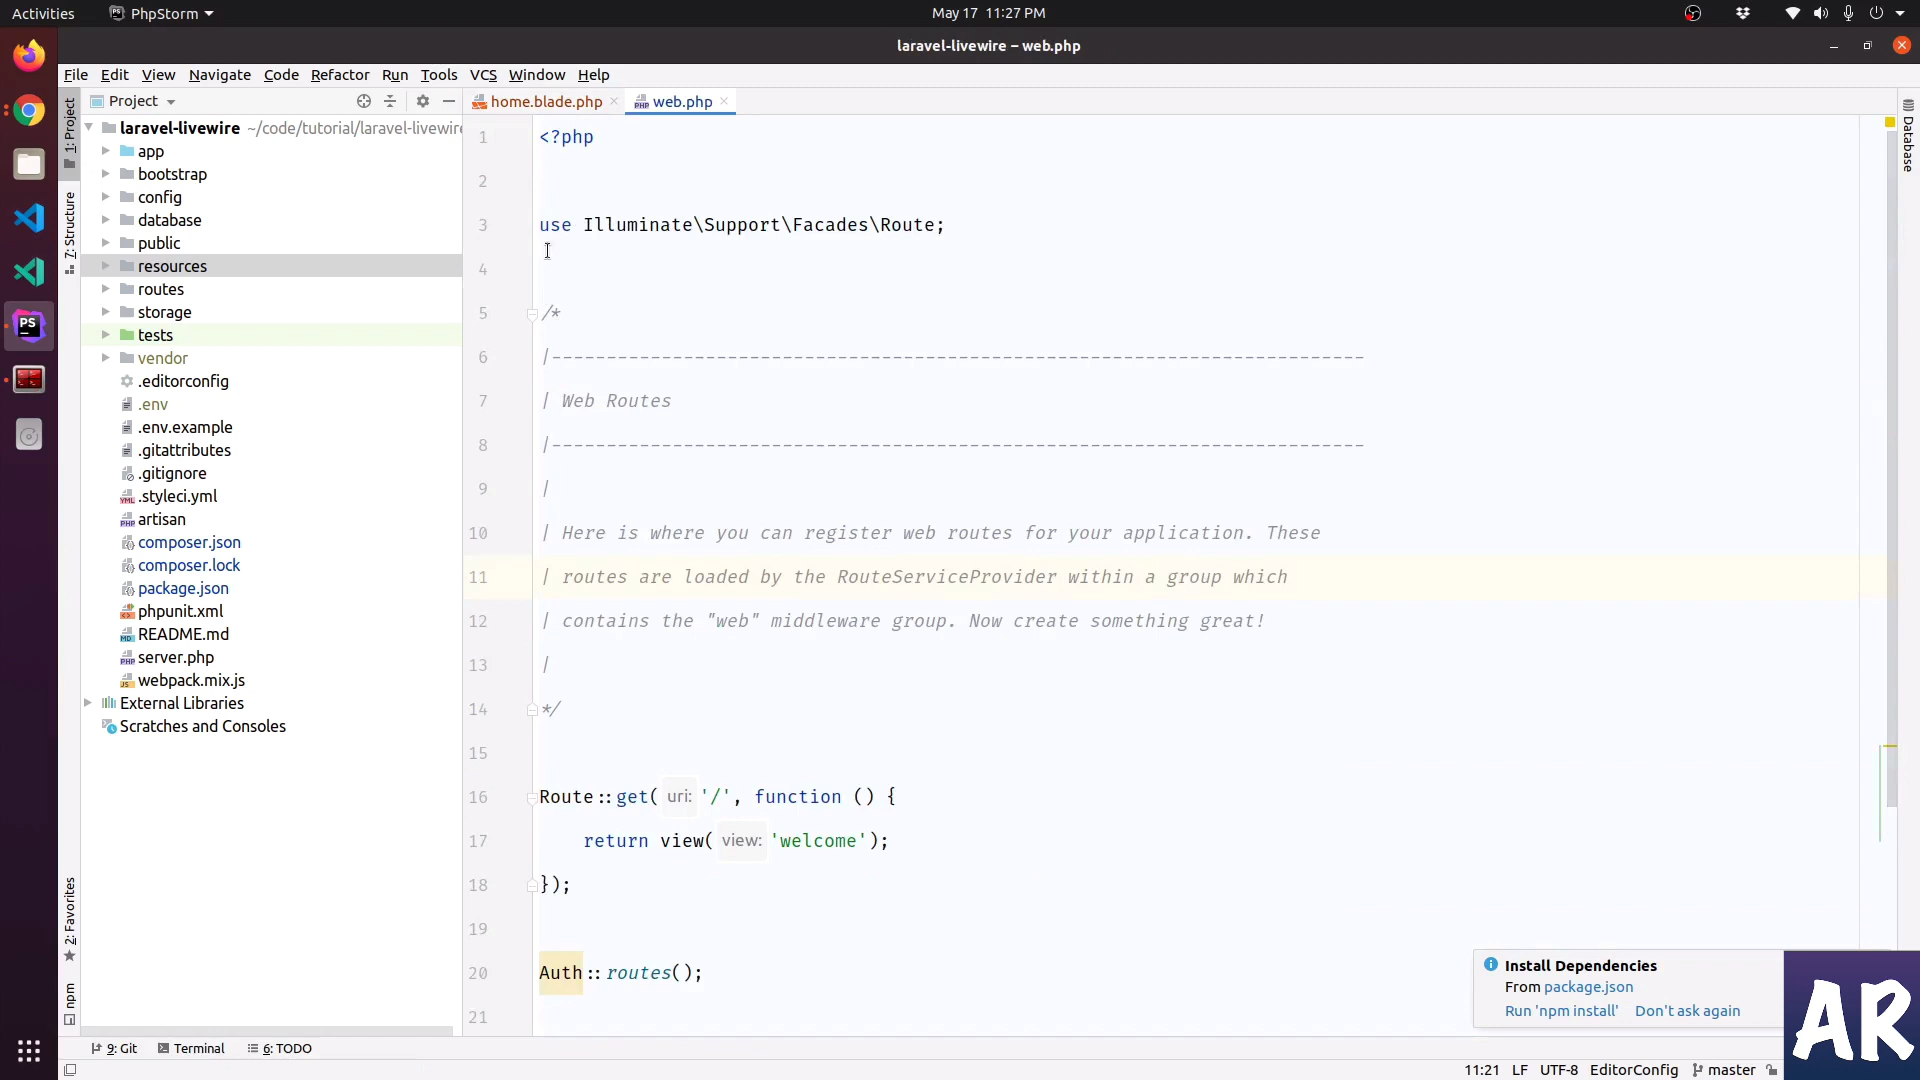 Activities PhpStorm May 17 11:27 PM
laravel-livewire – web.php
File Edit View Navigate Code Refactor Run Tools VCS Window Help
Project home.blade.php web.php
1: Project
7: Structure
2: Favorites
npm
Database
laravel-livewire ~/code/tutorial/laravel-livewire
app
bootstrap
config
database
public
resources
routes
storage
tests
vendor
.editorconfig
.env
.env.example
.gitattributes
.gitignore
.styleci.yml
artisan
composer.json
composer.lock
package.json
phpunit.xml
README.md
server.php
webpack.mix.js
External Libraries
Scratches and Consoles
1 <?php
2
3 use Illuminate\Support\Facades\Route;
4
5 /*
6 |--------------------------------------------------------------------------
7 | Web Routes
8 |--------------------------------------------------------------------------
9 |
10 | Here is where you can register web routes for your application. These
11 | routes are loaded by the RouteServiceProvider within a group which
12 | contains the "web" middleware group. Now create something great!
13 |
14 */
15
16 Route::get( uri: '/', function () {
17 return view( view: 'welcome');
18 });
19
20 Auth::routes();
21
Install Dependencies
From package.json
Run 'npm install' Don't ask again
AR
9: Git Terminal 6: TODO
11:21 LF UTF-8 EditorConfig master